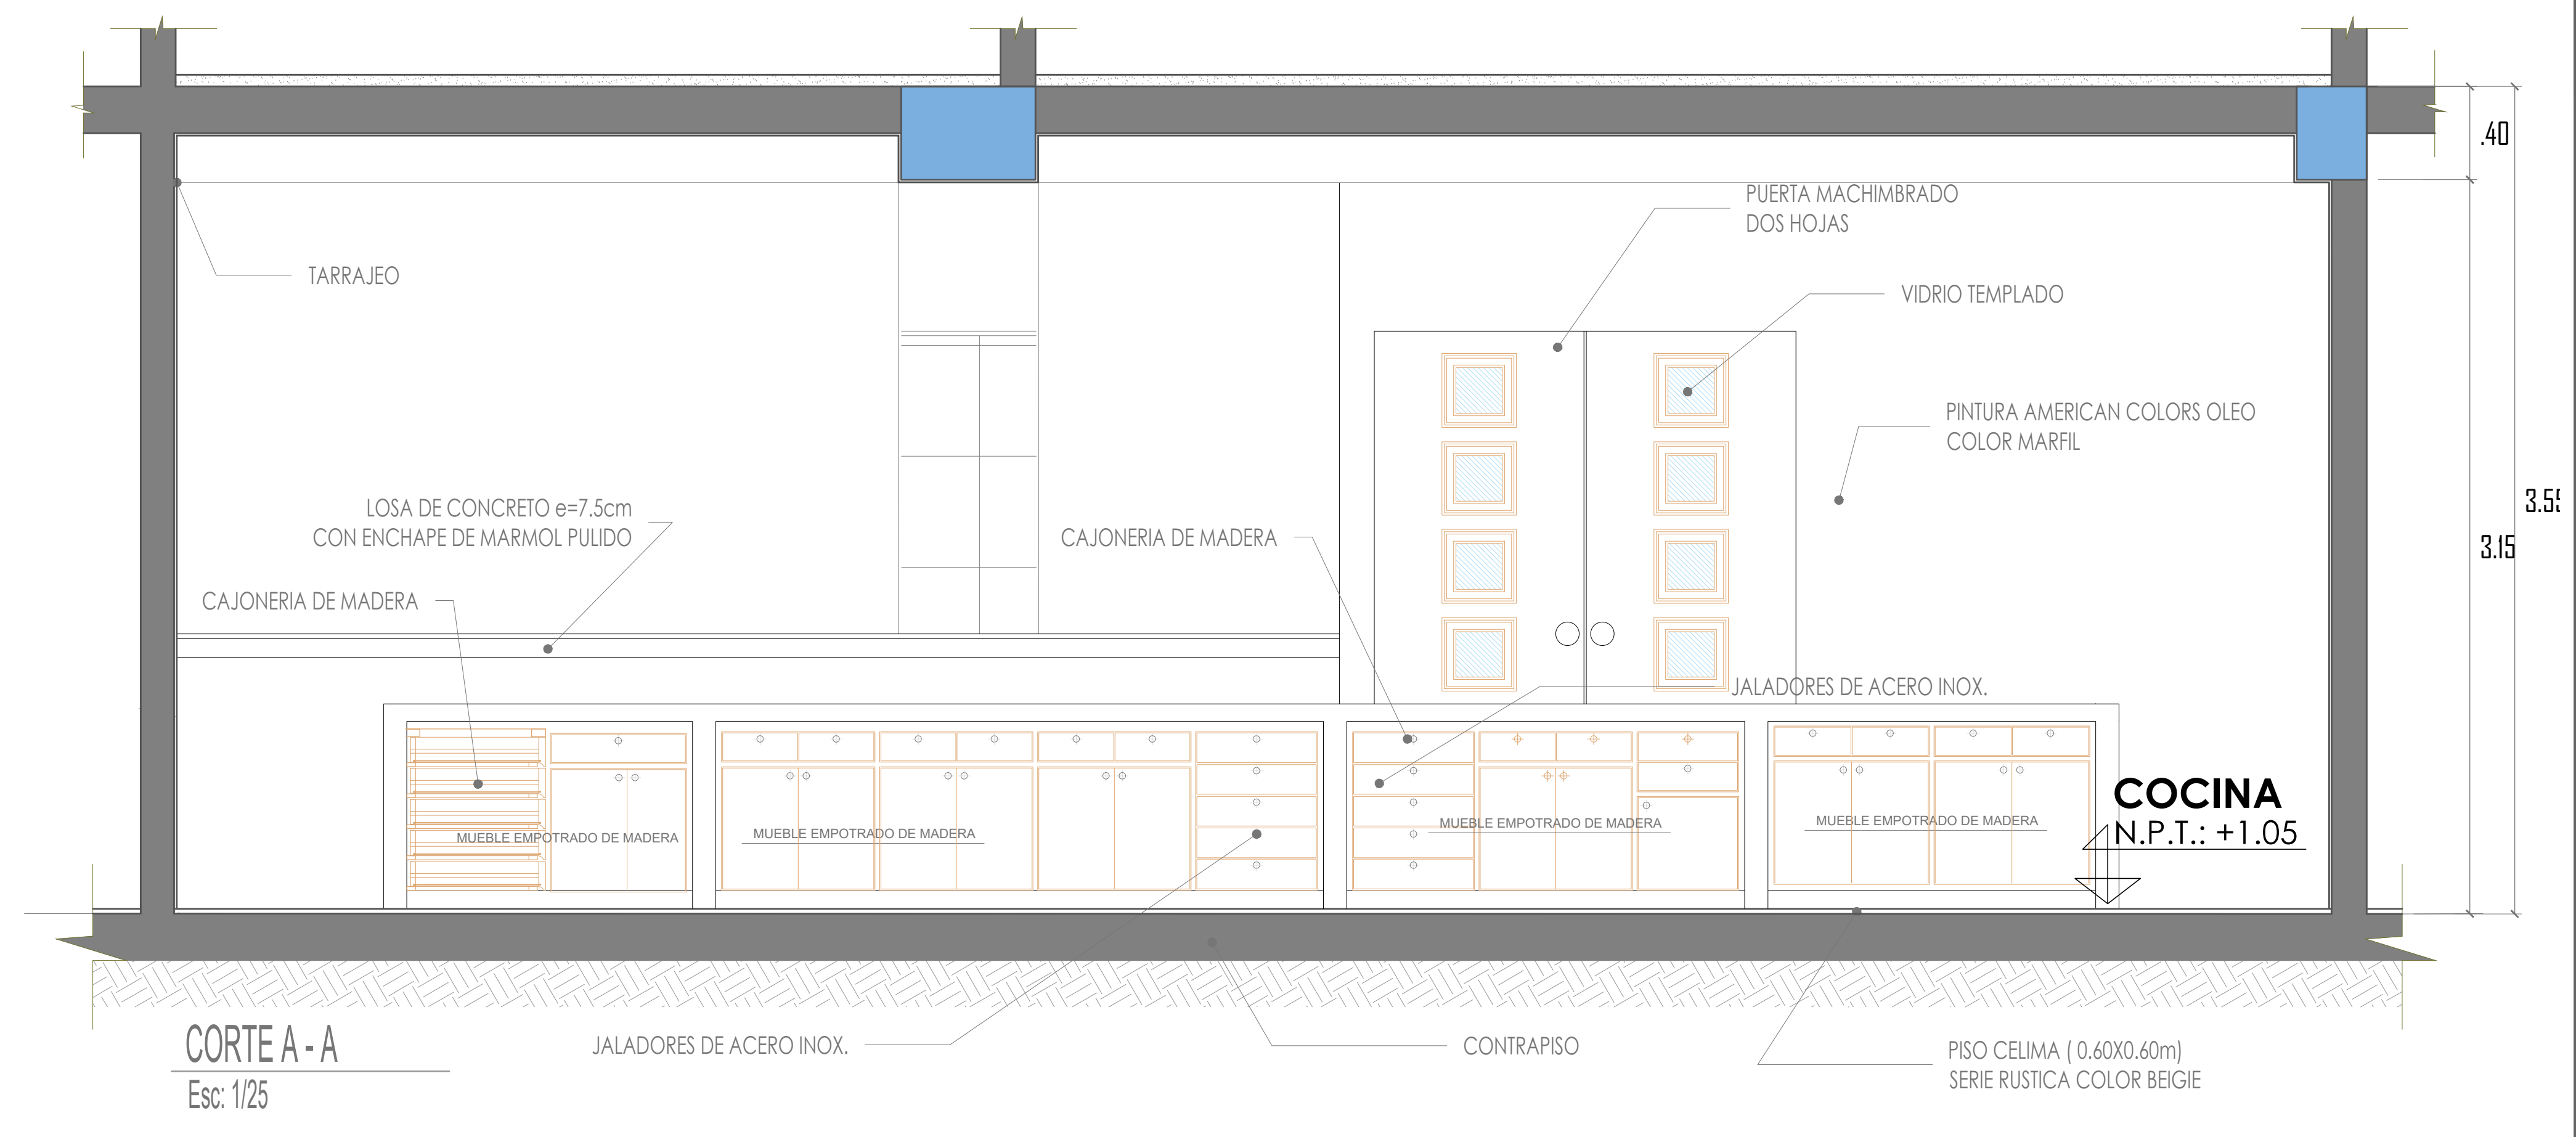 .40
PUERTA MACHIMBRADO
DOS HOJAS
TARRAJEO
VIDRIO TEMPLADO
PINTURA AMERICAN COLORS OLEO
COLOR MARFIL
LOSA DE CONCRETO e=7.5cm
CON ENCHAPE DE MARMOL PULIDO
CAJONERIA DE MADERA
3.15
CAJONERIA DE MADERA
JALADORES DE ACERO INOX.
COCINA
N.P.T.: +1.05
MUEBLE EMPOTRADO DE MADERA
MUEBLE EMPOTRADO DE MADERA
MUEBLE EMPOTRADO DE MADERA
MUEBLE EMPOTRADO DE MADERA
CORTE A - A
Esc: 1/25
JALADORES DE ACERO INOX.
CONTRAPISO
PISO CELIMA ( 0.60X0.60m)
SERIE RUSTICA COLOR BEIGIE